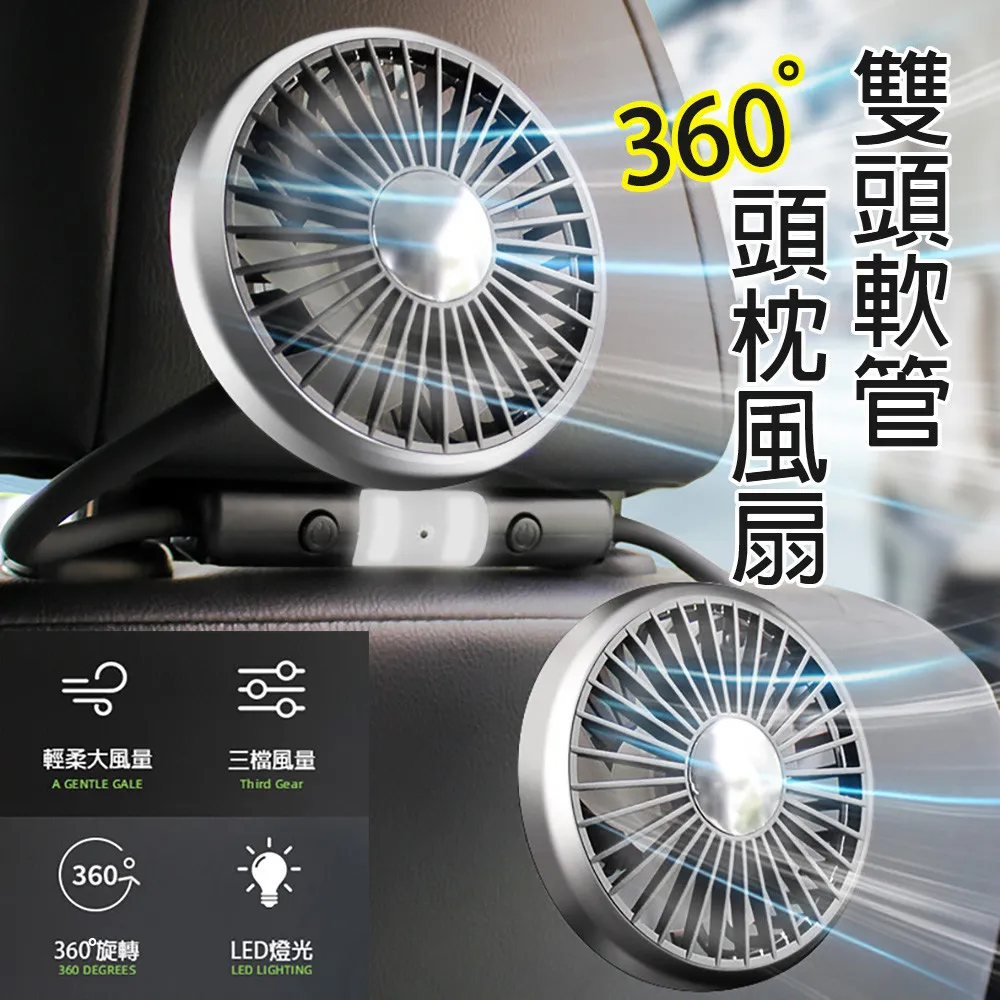 雙頭軟管
360°
頭枕風扇
輕柔大風量
A GENTLE GALE
三檔風量
Third Gear
360
360°旋轉
360 DEGREES
LED燈光
LED LIGHTING